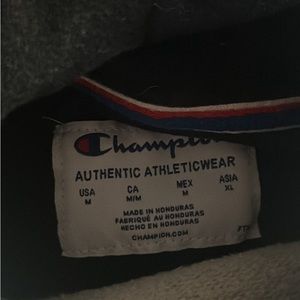 Champion
AUTHENTIC ATHLETICWEAR
USA CA MEX ASIA
M M/M M XL
MADE IN HONDURAS
FABRIQUÉ AU HONDURAS
HECHO EN HONDURAS
CHAMPION.COM